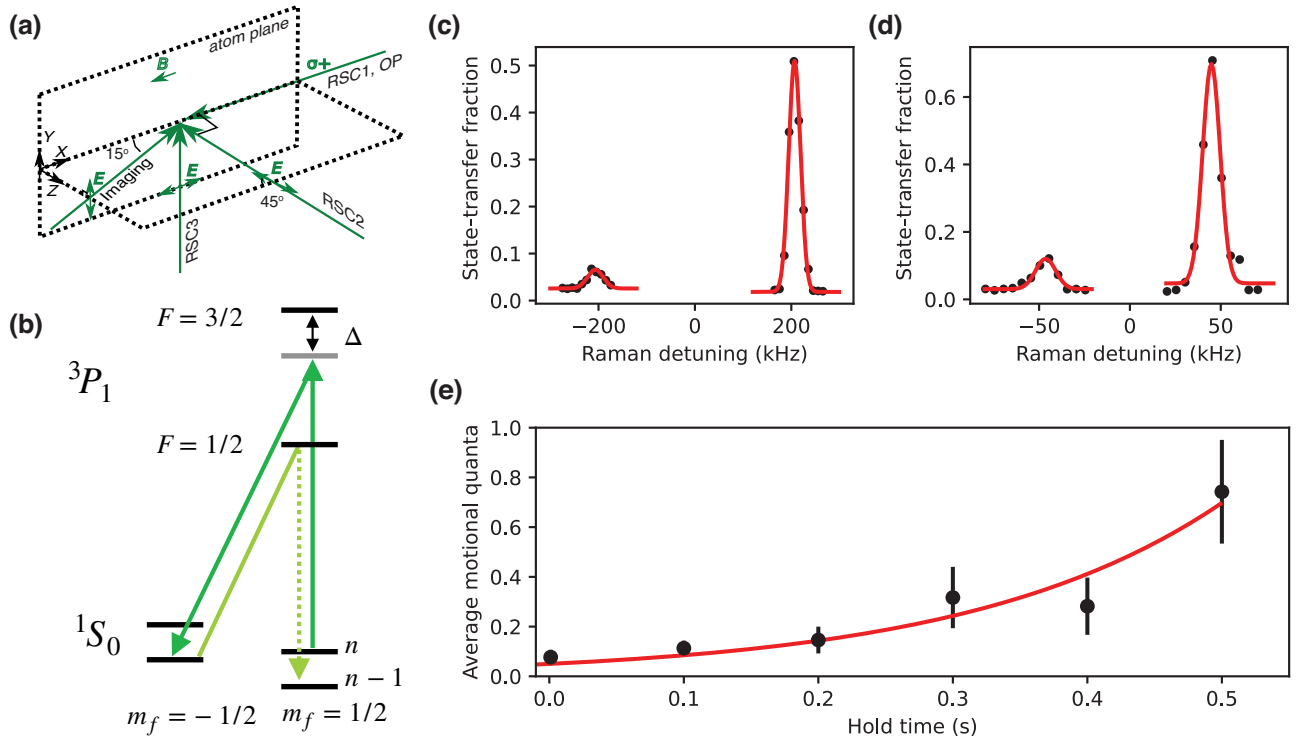 (a)
atom plane
B
σ+
RSC1, OP
Y
X
Z
15°
E
Imaging
E
E
45°
RSC2
RSC3
(b)
F = 3/2
Δ
³P₁
F = 1/2
¹S₀
n
n − 1
m_f = − 1/2
m_f = 1/2
(c)
State-transfer fraction
0.5
0.4
0.3
0.2
0.1
0.0
−200
0
200
Raman detuning (kHz)
(d)
State-transfer fraction
0.6
0.4
0.2
0.0
−50
0
50
Raman detuning (kHz)
(e)
Average motional quanta
1.0
0.8
0.6
0.4
0.2
0.0
0.0
0.1
0.2
0.3
0.4
0.5
Hold time (s)